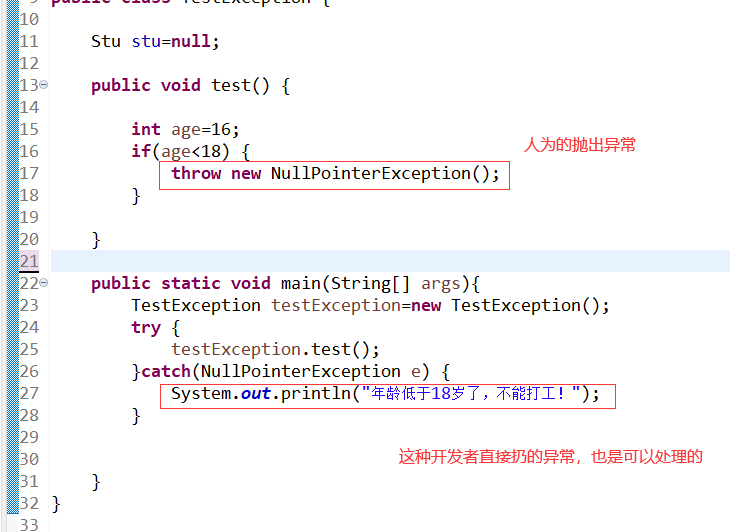 9 public class TestException {
10
11 Stu stu=null;
12
13 public void test() {
14
15 int age=16;
16 if(age<18) {
人为的抛出异常
17 throw new NullPointerException();
18 }
19
20 }
21
22 public static void main(String[] args){
23 TestException testException=new TestException();
24 try {
25 testException.test();
26 }catch(NullPointerException e) {
27 System.out.println("年龄低于18岁了，不能打工！");
28 }
29
30
这种开发者直接扔的异常，也是可以处理的
31 }
32 }
33